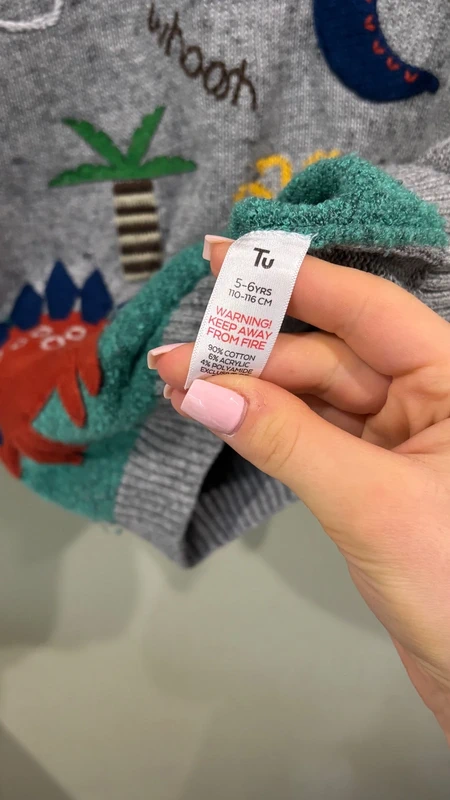 whoosh
Tu
5-6YRS
110-116 CM
WARNING!
KEEP AWAY
FROM FIRE
90% COTTON
6% ACRYLIC
4% POLYAMIDE